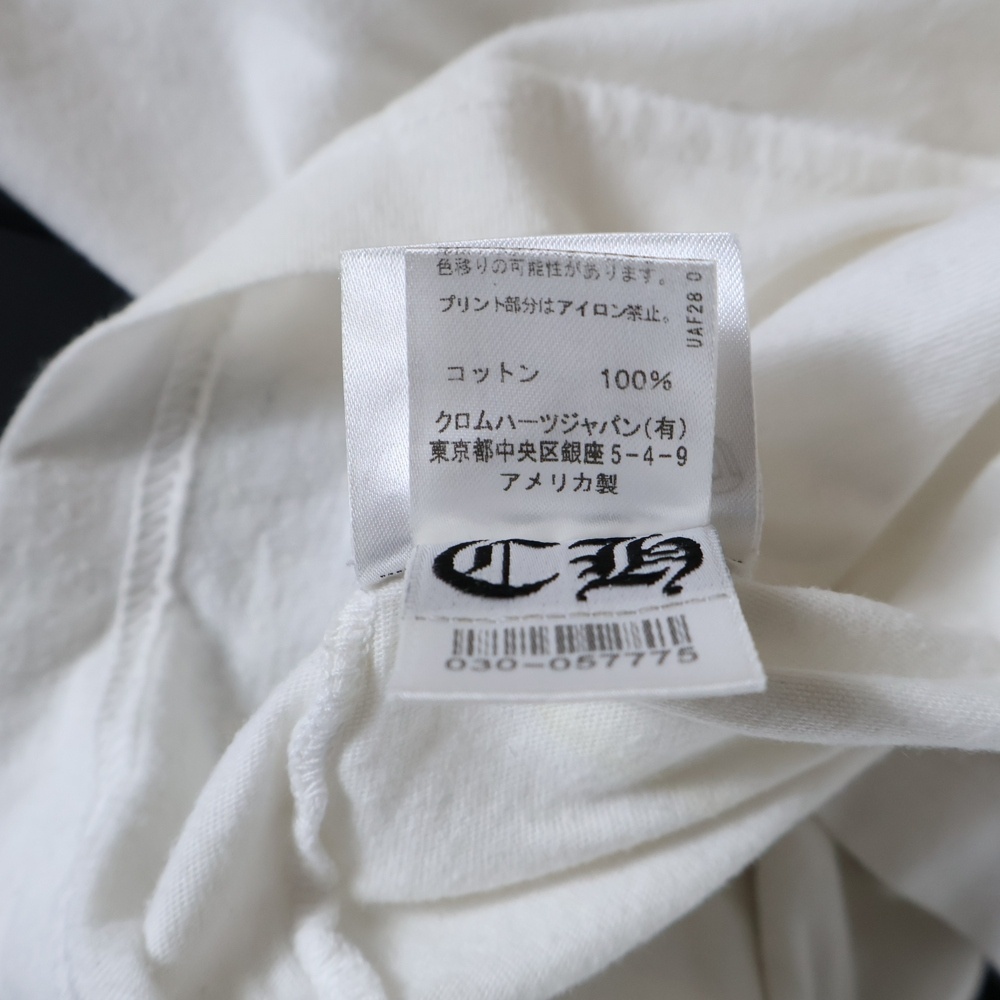 色移りの可能性があります。
プリント部分はアイロン禁止。
UAF28 0
コットン 100%
クロムハーツジャパン(有)
東京都中央区銀座5-4-9
アメリカ製
CH
030-057775